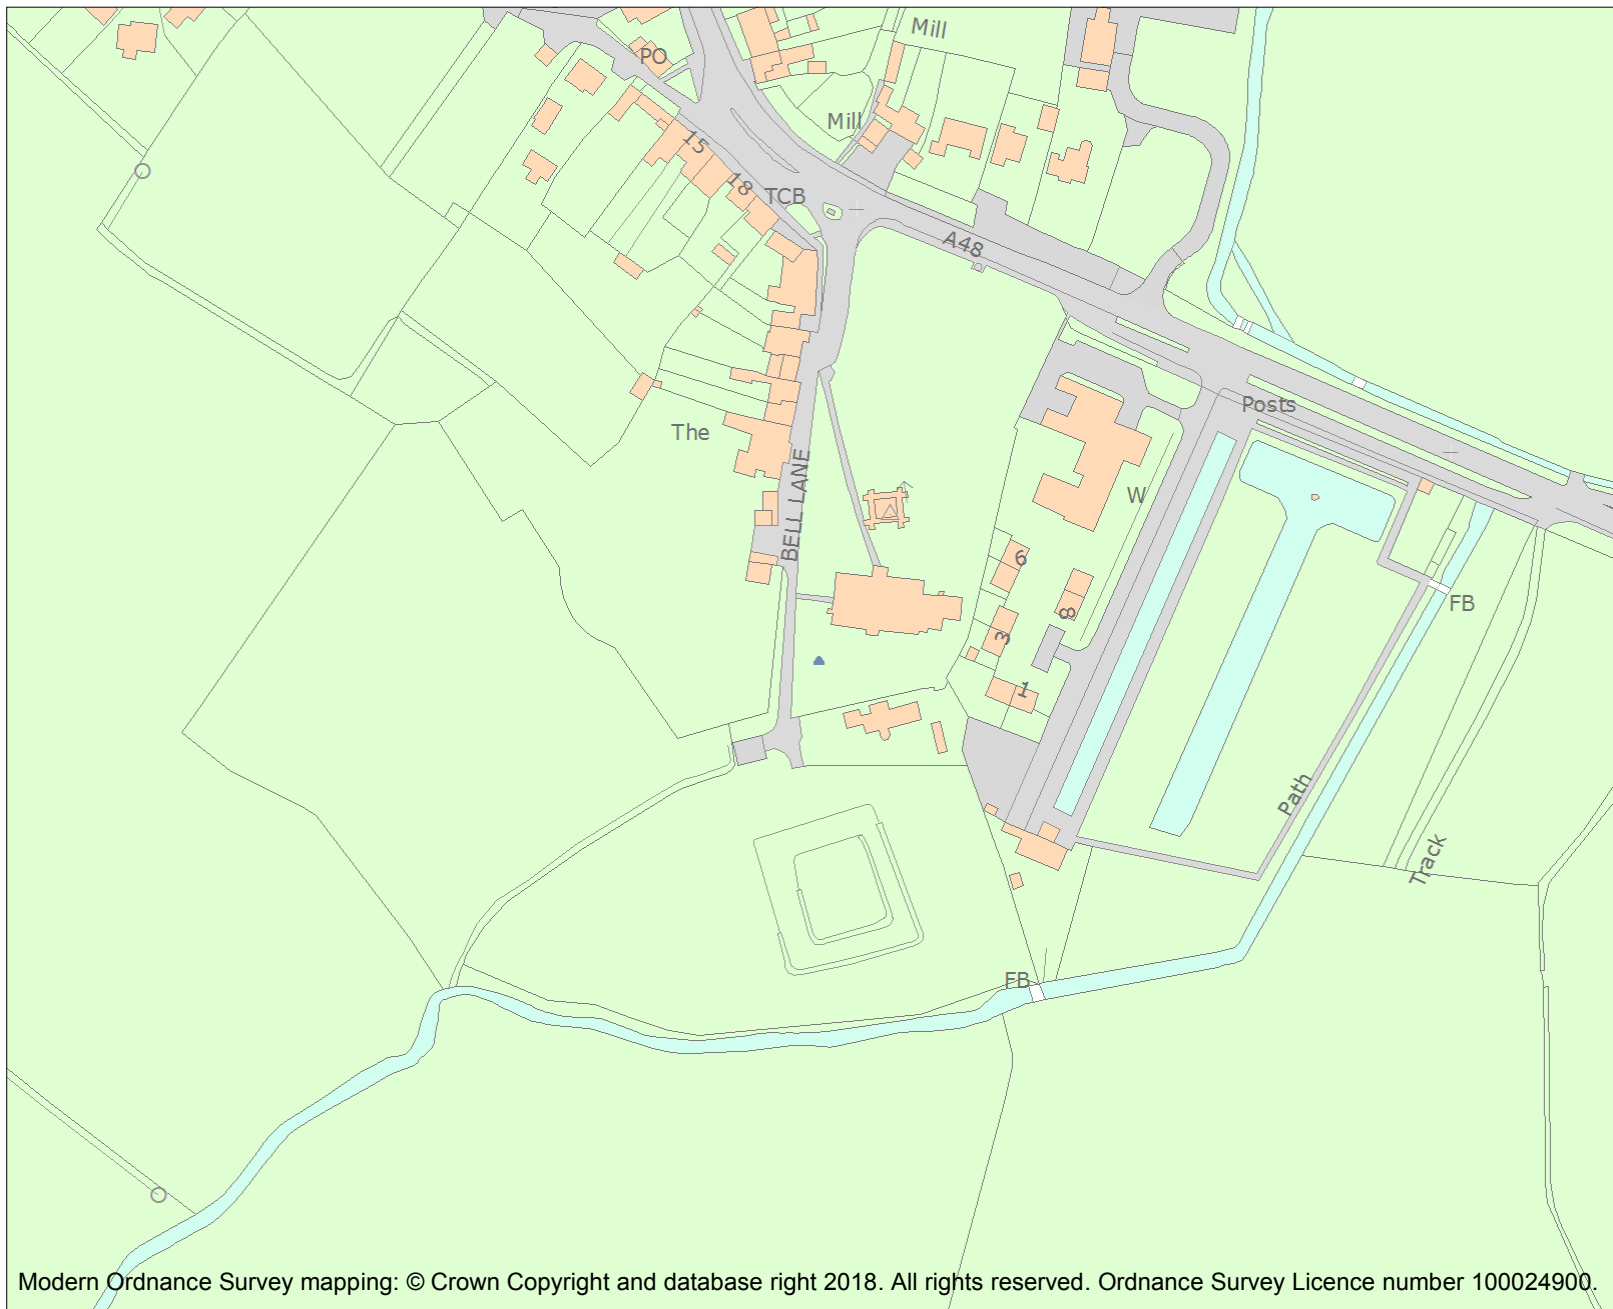 Mill
PO
Mill
15
18
TCB
A48
Posts
The
BELL LANE
W
6
FB
8
3
1
Path
Track
FB
Modern Ordnance Survey mapping: © Crown Copyright and database right 2018. All rights reserved. Ordnance Survey Licence number 100024900.